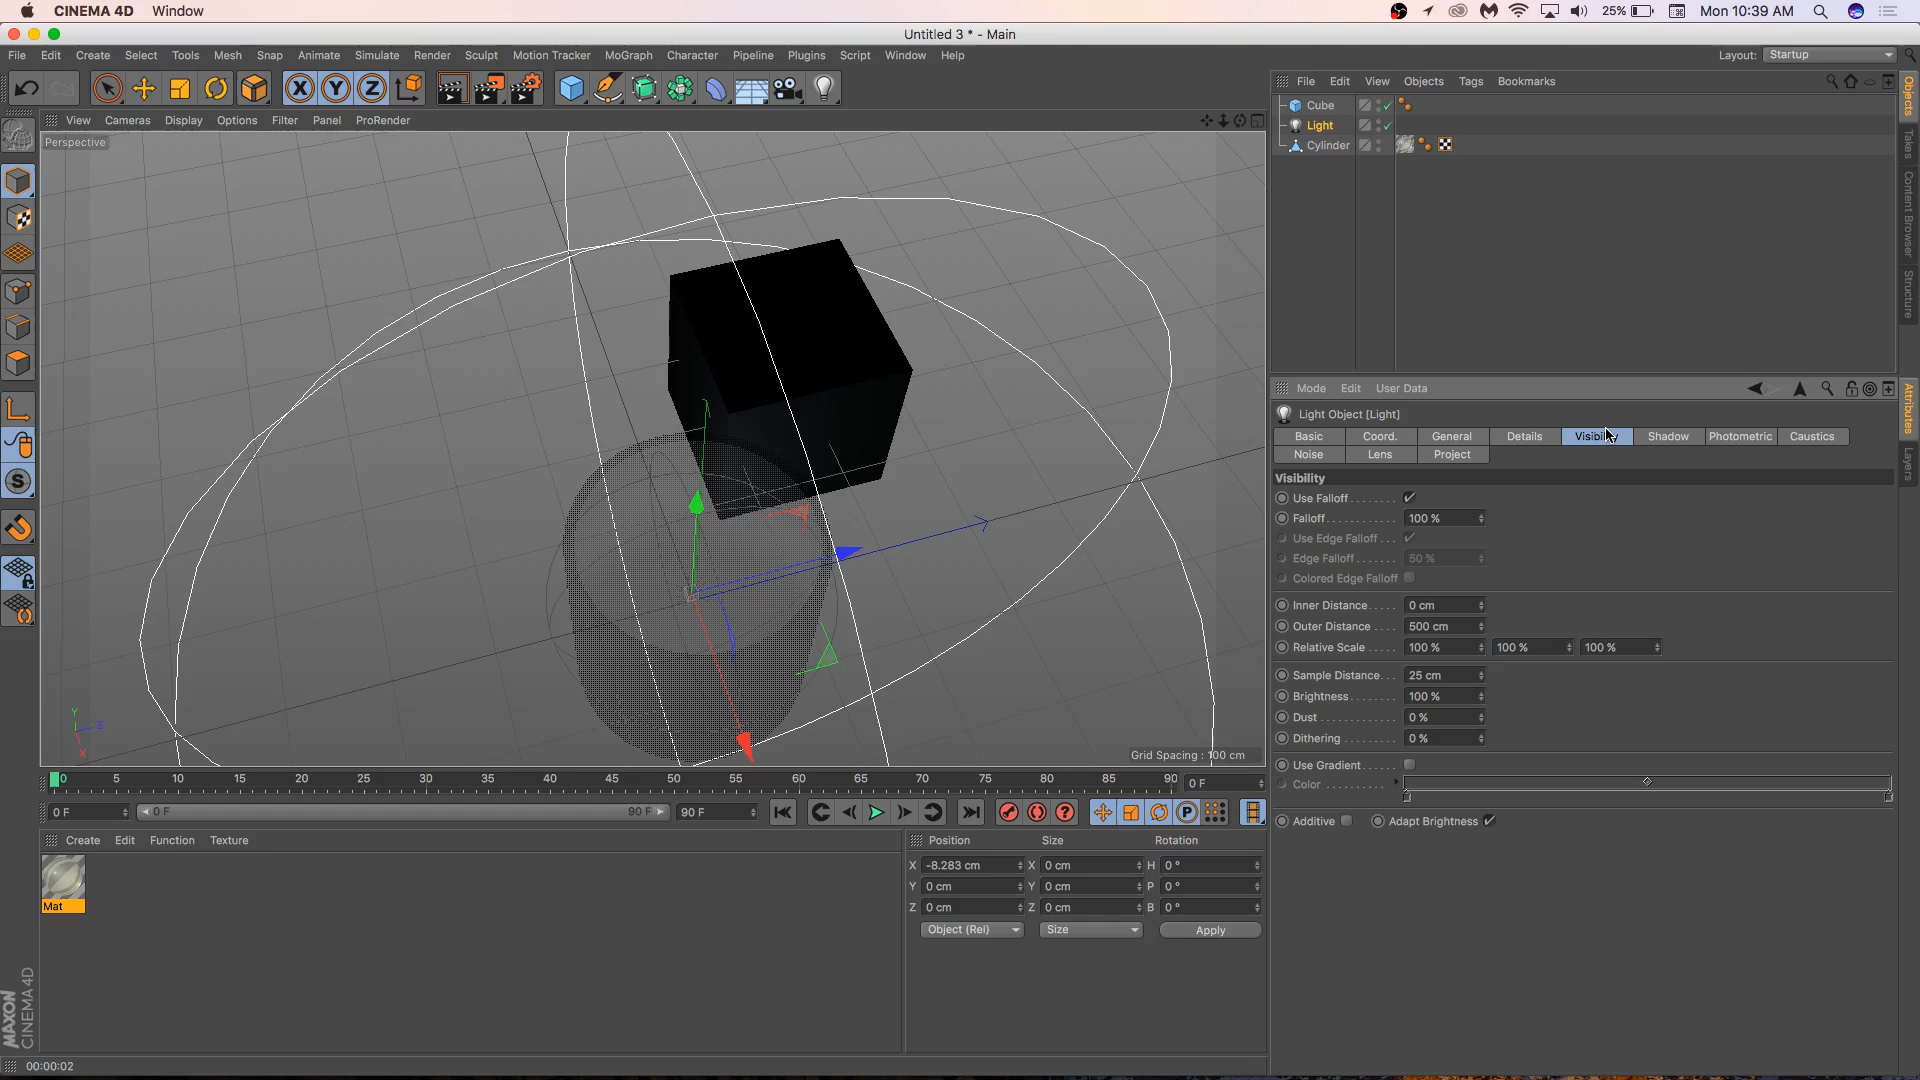 CINEMA 4D Window 25% Mon 10:39 AM
Untitled 3 * - Main
File Edit Create Select Tools Mesh Snap Animate Simulate Render Sculpt Motion Tracker MoGraph Character Pipeline Plugins Script Window Help Layout: Startup
X Y Z
File Edit View Objects Tags Bookmarks
View Cameras Display Options Filter Panel ProRender
Perspective
Cube
Light
Cylinder
Objects
Takes
Content Browser
Structure
Mode Edit User Data
Attributes
Layers
Light Object [Light]
Basic Coord. General Details Visibility Shadow Photometric Caustics
Noise Lens Project
Visibility
Use Falloff
Falloff 100 %
Use Edge Falloff
Edge Falloff 50 %
Colored Edge Falloff
Inner Distance 0 cm
Outer Distance 500 cm
Relative Scale 100 % 100 % 100 %
Sample Distance 25 cm
Brightness 100 %
Dust 0 %
Dithering 0 %
Use Gradient
Color
Additive Adapt Brightness
Y
Z
X
Grid Spacing : 100 cm
0 5 10 15 20 25 30 35 40 45 50 55 60 65 70 75 80 85 90 0 F
0 F 0 F 90 F 90 F
P
Create Edit Function Texture
Mat
Position Size Rotation
X -8.283 cm X 0 cm H 0 °
Y 0 cm Y 0 cm P 0 °
Z 0 cm Z 0 cm B 0 °
Object (Rel) Size Apply
MAXON
CINEMA 4D
00:00:02